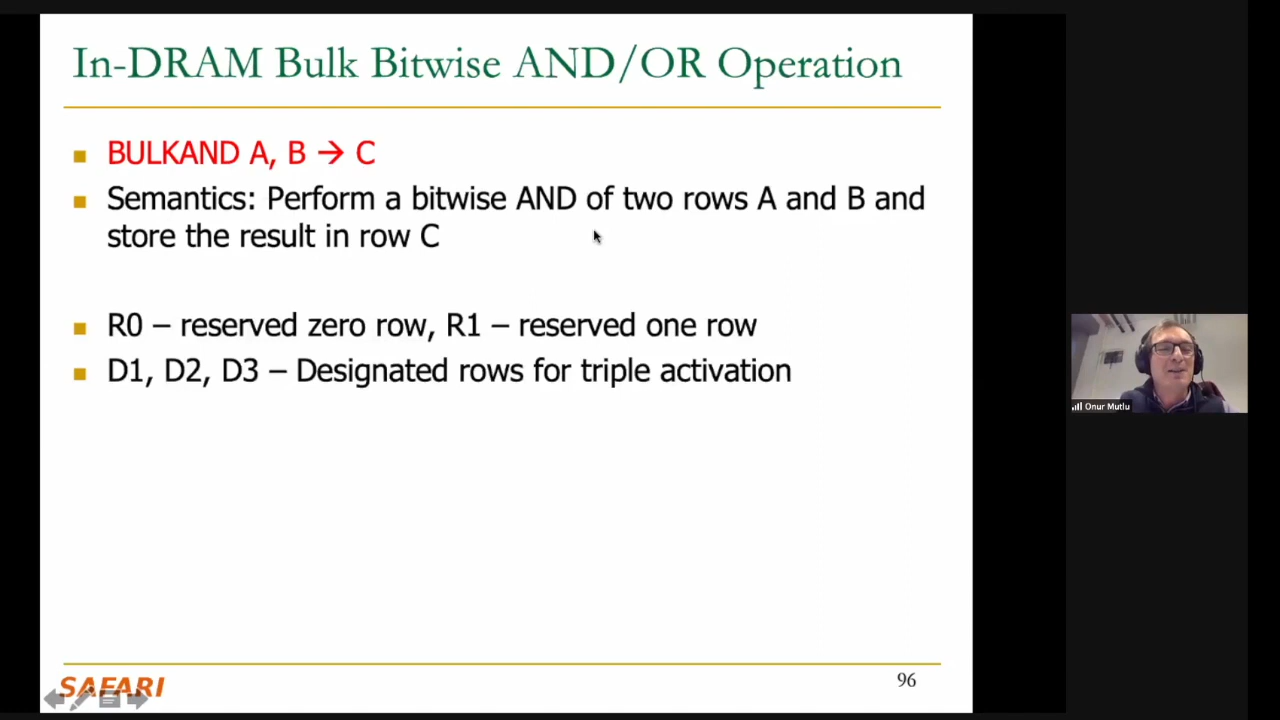 In-DRAM Bulk Bitwise AND/OR Operation
BULKAND A, B → C
Semantics: Perform a bitwise AND of two rows A and B and
store the result in row C
R0 – reserved zero row, R1 – reserved one row
D1, D2, D3 – Designated rows for triple activation
SAFARI
96
Onur Mutlu